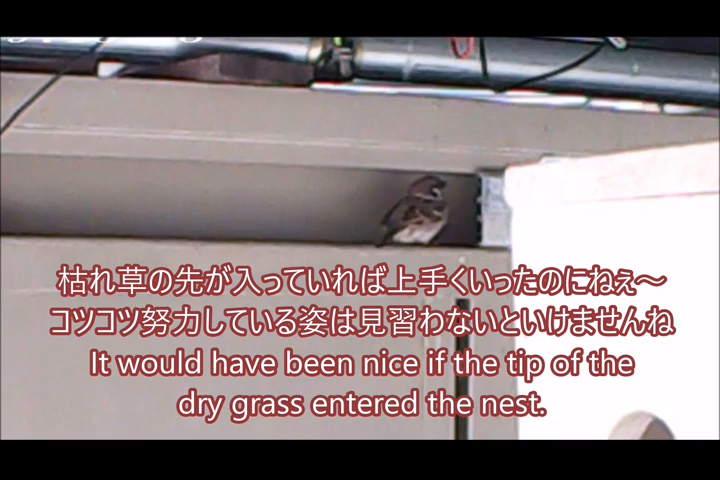 枯れ草の先が入っていれば上手くいったのにねぇ～
コツコツ努力している姿は見習わないといけませんね
It would have been nice if the tip of the
dry grass entered the nest.